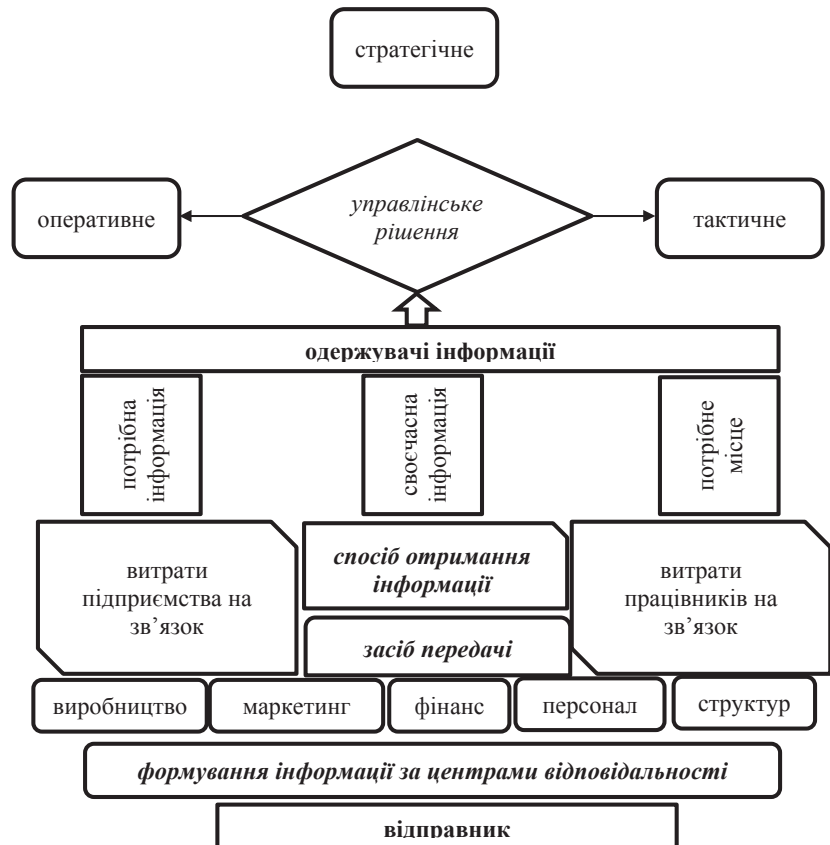 стратегічне
оперативне
управлінське
рішення
тактичне
одержувачі інформації
потрібна
інформація
своєчасна
інформація
потрібне
місце
витрати
підприємства на
зв’язок
спосіб отримання
інформації
засіб передачі
витрати
працівників на
зв’язок
виробництво
маркетинг
фінанс
персонал
структур
формування інформації за центрами відповідальності
відправник